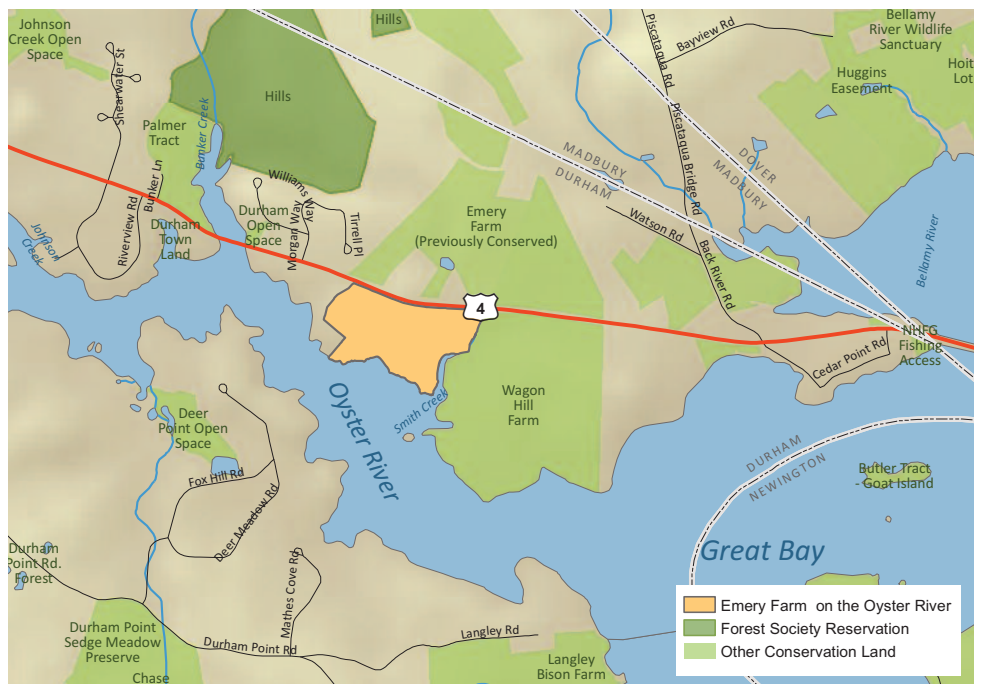 Johnson
Creek Open
Space
Shearwater St
Hills
Hills
Piscataqua Rd
Bayview Rd
Bellamy
River Wildlife
Sanctuary
Hoit
Lot
Huggins
Easement
Palmer
Tract
Bunker Creek
MADBURY
DURHAM
DOVER
MADBURY
Piscataqua Bridge Rd
Bunker Ln
Riverview Rd
Williams Way
Morgan Way
Tirrell Pl
Durham
Open
Space
Durham
Town
Land
Johnson
Creek
Emery
Farm
(Previously Conserved)
Watson Rd
Back River Rd
Bellamy River
4
NHFG
Fishing
Access
Cedar Point Rd
Oyster River
Smith Creek
Wagon
Hill
Farm
Deer
Point Open
Space
Fox Hill Rd
Deer Meadow Rd
DURHAM
NEWINGTON
Butler Tract
- Goat Island
Great Bay
Durham
Point Rd.
Forest
Mathes Cove Rd
Durham Point
Sedge Meadow
Preserve
Chase
Durham Point Rd
Langley Rd
Langley
Bison Farm
Emery Farm on the Oyster River
Forest Society Reservation
Other Conservation Land